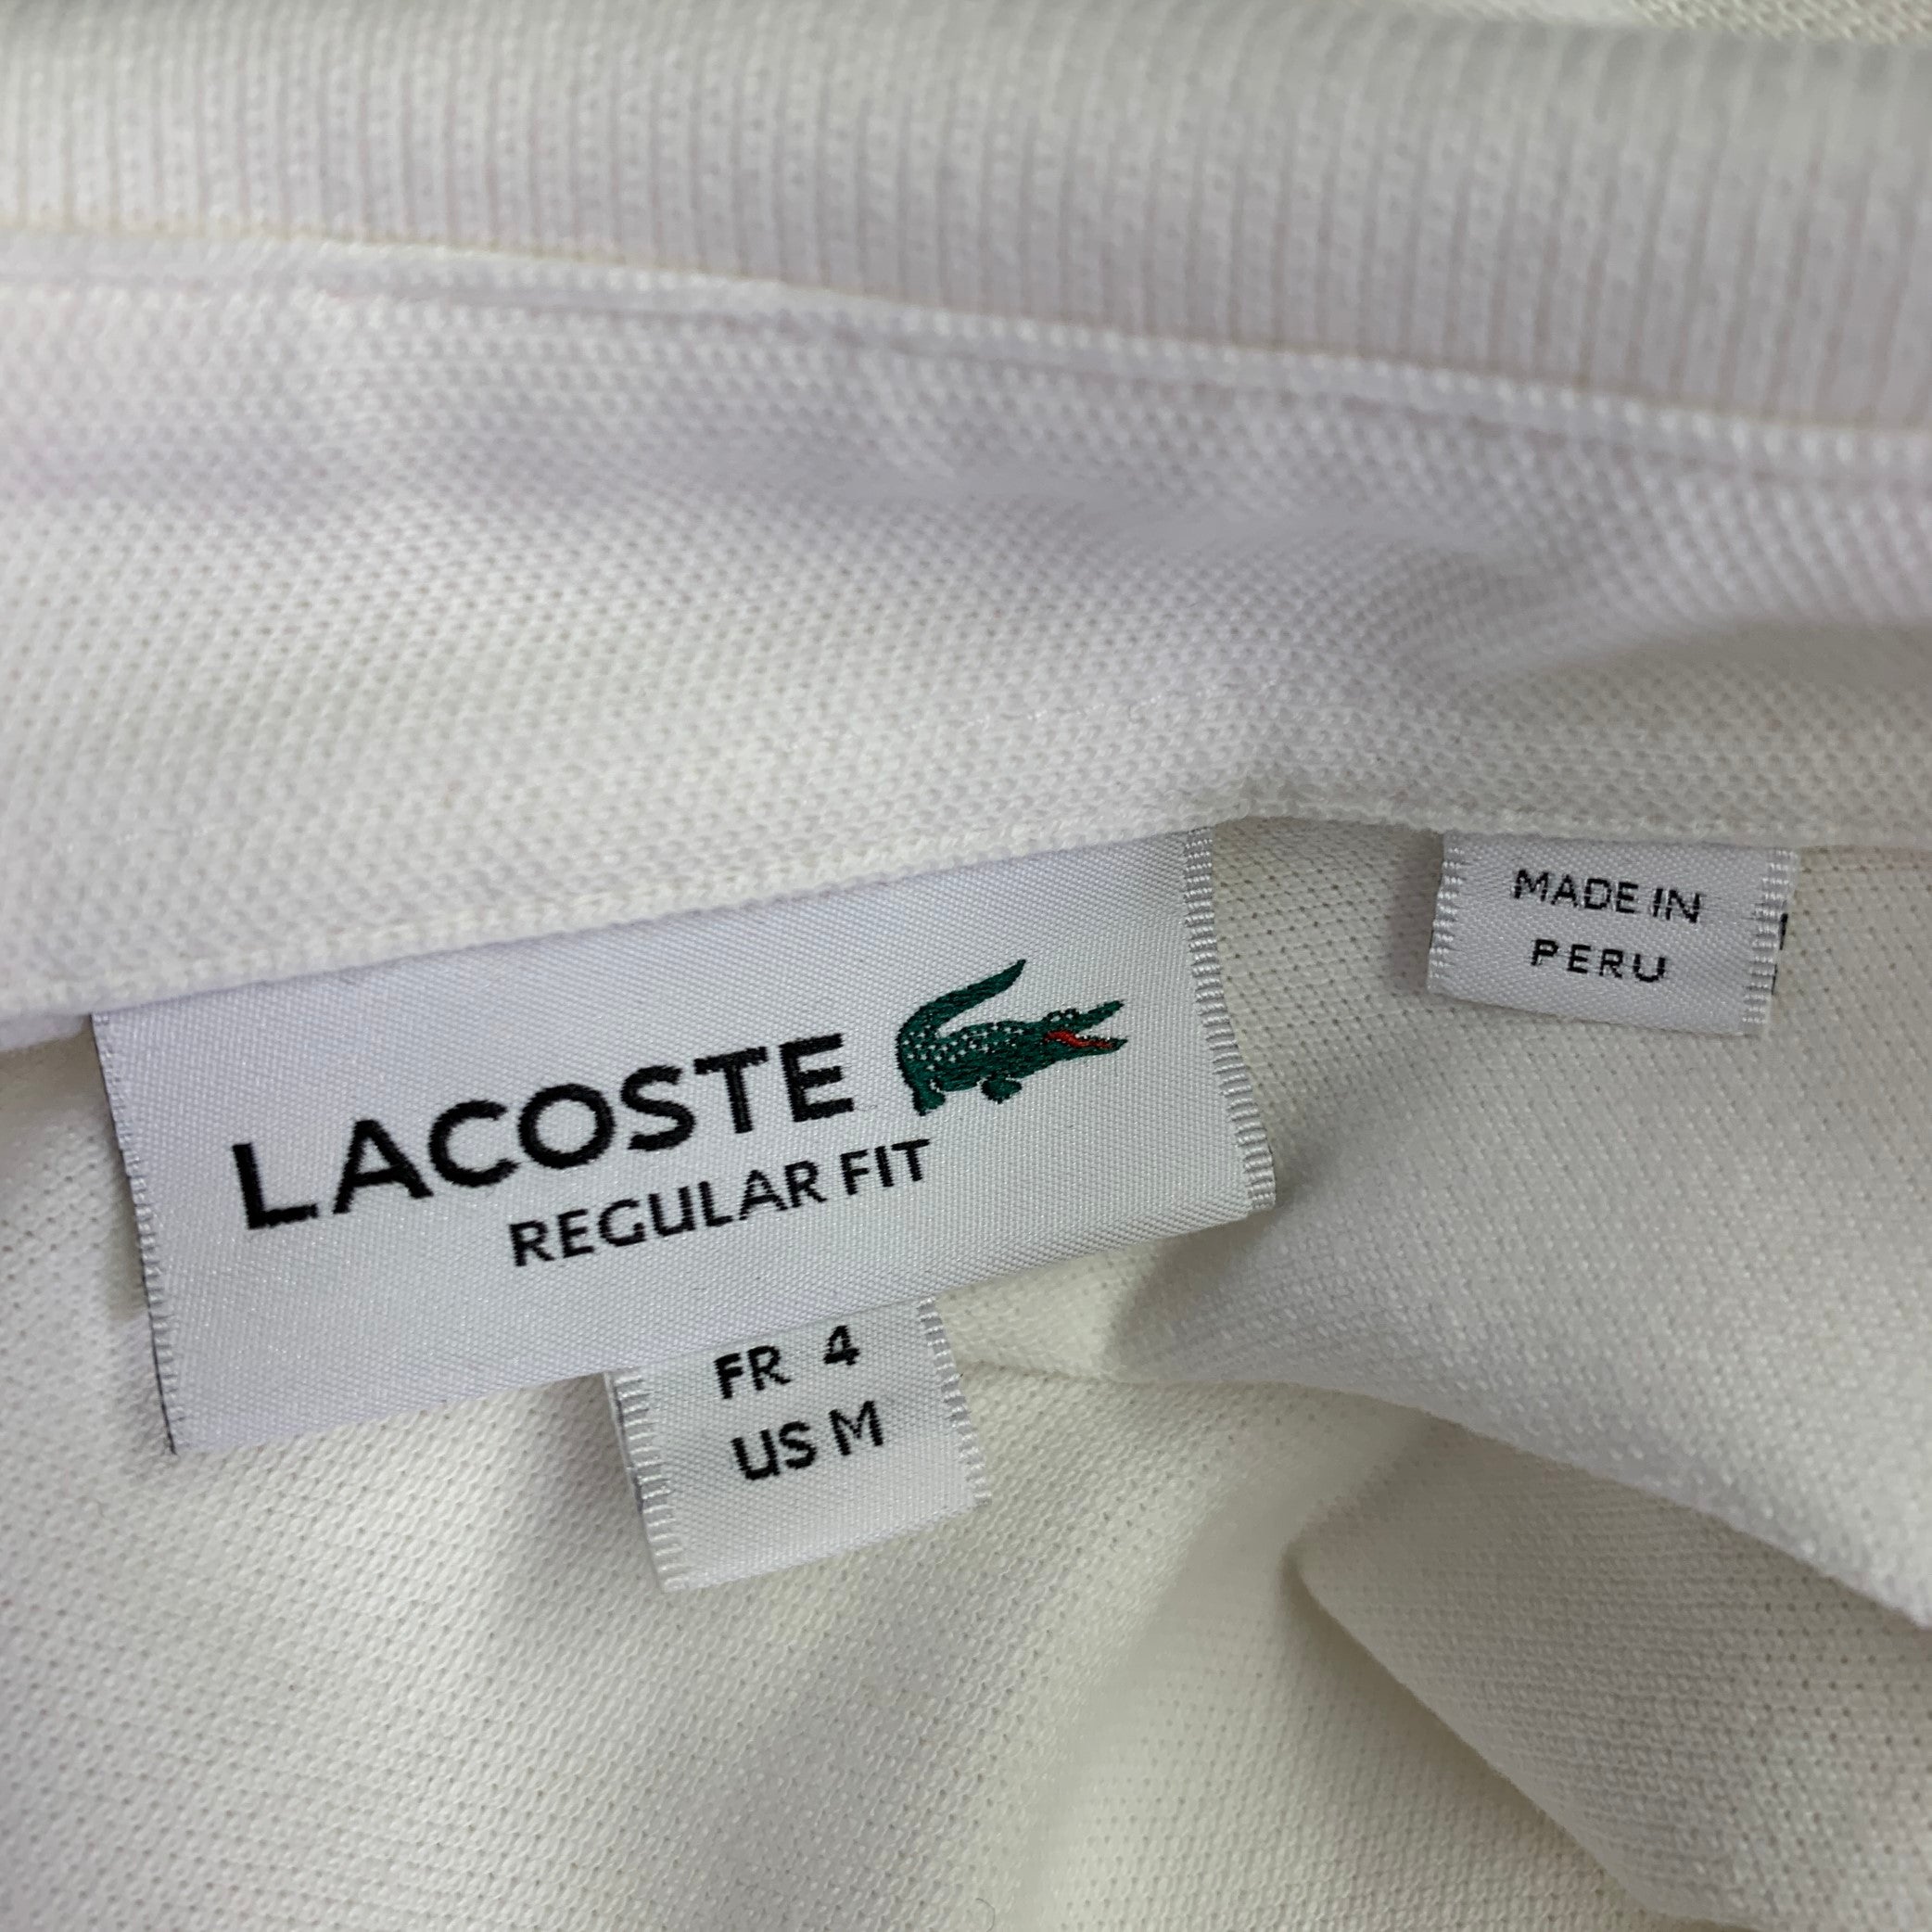 LACOSTE
REGULAR FIT
FR 4
US M
MADE IN
PERU